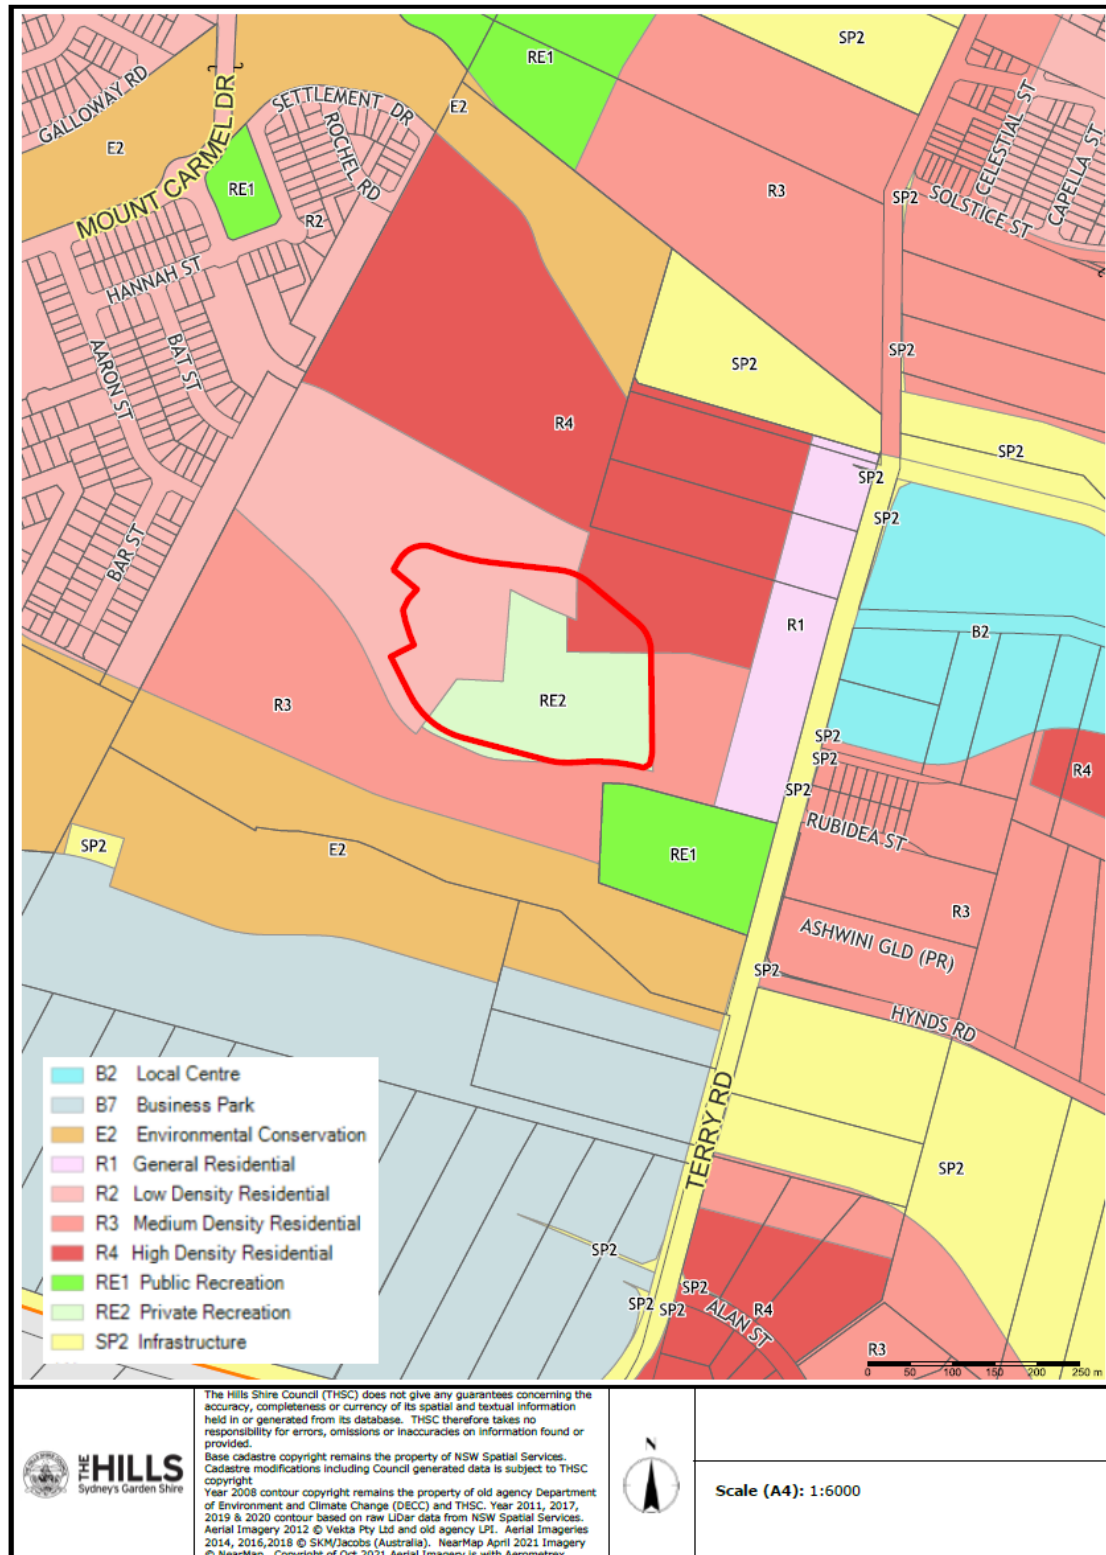 SP2
RE1
GALLOWAY RD
SETTLEMENT DR
E2
ROCHEL RD
E2
MOUNT CARMEL DR
RE1
R2
CELESTIAL ST
CAPELLA ST
SOLSTICE ST
R3
SP2
HANNAH ST
BAT ST
AARON ST
SP2
SP2
R4
SP2
SP2
SP2
BAR ST
R1
B2
R3
RE2
SP2
SP2
R4
SP2
RUBIDEA ST
SP2
E2
RE1
R3
ASHWINI GLD (PR)
SP2
HYNDS RD
TERRY RD
SP2
SP2
SP2
SP2
SP2
ALAN ST
R4
R3
0 50 100 150 200 250 m
B2 Local Centre
B7 Business Park
E2 Environmental Conservation
R1 General Residential
R2 Low Density Residential
R3 Medium Density Residential
R4 High Density Residential
RE1 Public Recreation
RE2 Private Recreation
SP2 Infrastructure
THE HILLS
Sydney's Garden Shire
The Hills Shire Council (THSC) does not give any guarantees concerning the
accuracy, completeness or currency of its spatial and textual information
held in or generated from its database. THSC therefore takes no
responsibility for errors, omissions or inaccuracies on information found or
provided.
Base cadastre copyright remains the property of NSW Spatial Services.
Cadastre modifications including Council generated data is subject to THSC
copyright
Year 2008 contour copyright remains the property of old agency Department
of Environment and Climate Change (DECC) and THSC. Year 2011, 2017,
2019 & 2020 contour based on raw LiDar data from NSW Spatial Services.
Aerial Imagery 2012 © Vekta Pty Ltd and old agency LPI. Aerial Imageries
2014, 2016,2018 © SKM/Jacobs (Australia). NearMap April 2021 Imagery
© NearMap. Copyright of Oct 2021 Aerial Imagery is with Aerometrex
N
Scale (A4): 1:6000